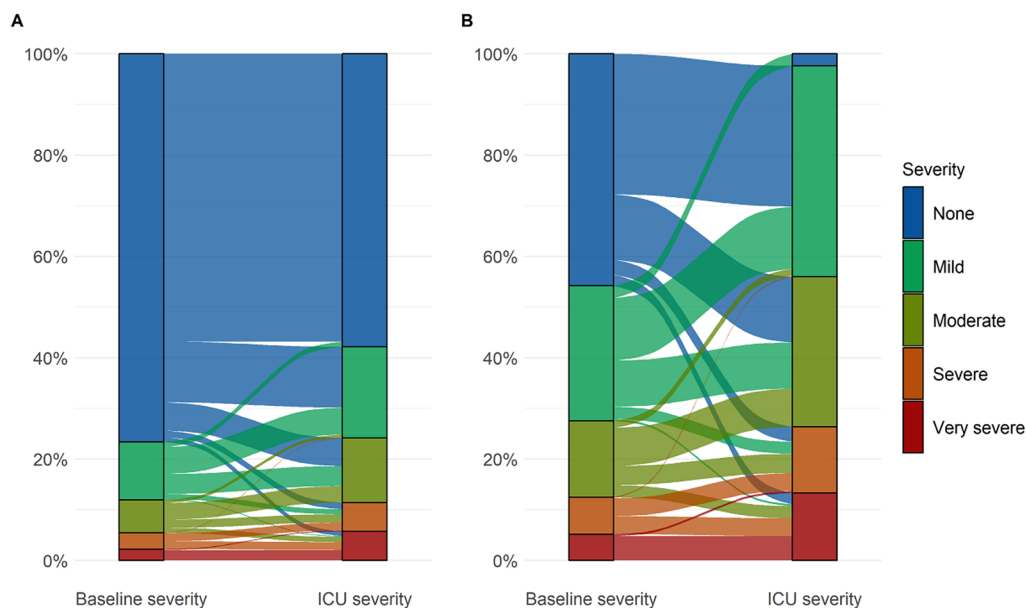 A
B
100%
80%
60%
40%
20%
0%
Baseline severity
ICU severity
100%
80%
60%
40%
20%
0%
Baseline severity
ICU severity
Severity
None
Mild
Moderate
Severe
Very severe